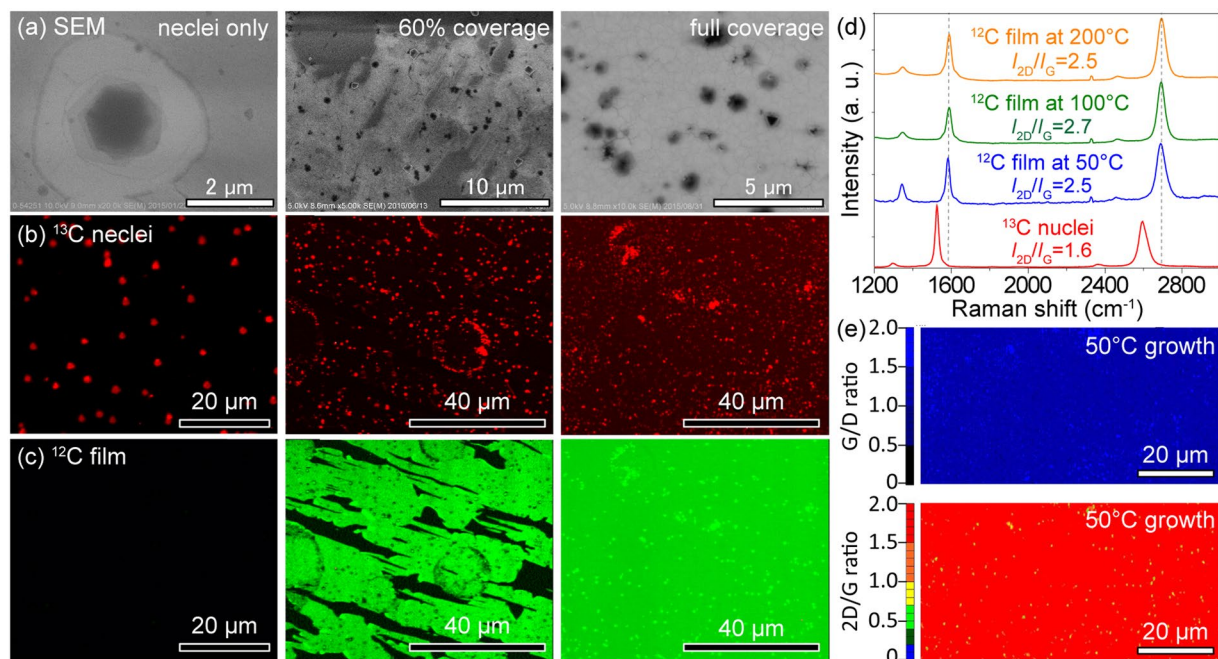 (a) SEM
neclei only
2 μm
60% coverage
10 μm
full coverage
5 μm
(b) ¹³C neclei
20 μm
40 μm
40 μm
(c) ¹²C film
20 μm
40 μm
40 μm
(d)
Intensity (a. u.)
¹²C film at 200°C
I2D/IG=2.5
¹²C film at 100°C
I2D/IG=2.7
¹²C film at 50°C
I2D/IG=2.5
¹³C nuclei
I2D/IG=1.6
1200 1600 2000 2400 2800
Raman shift (cm⁻¹)
(e)
G/D ratio
2.0
1.5
1.0
0.5
0
50°C growth
20 μm
2D/G ratio
2.0
1.5
1.0
0.5
0
50°C growth
20 μm